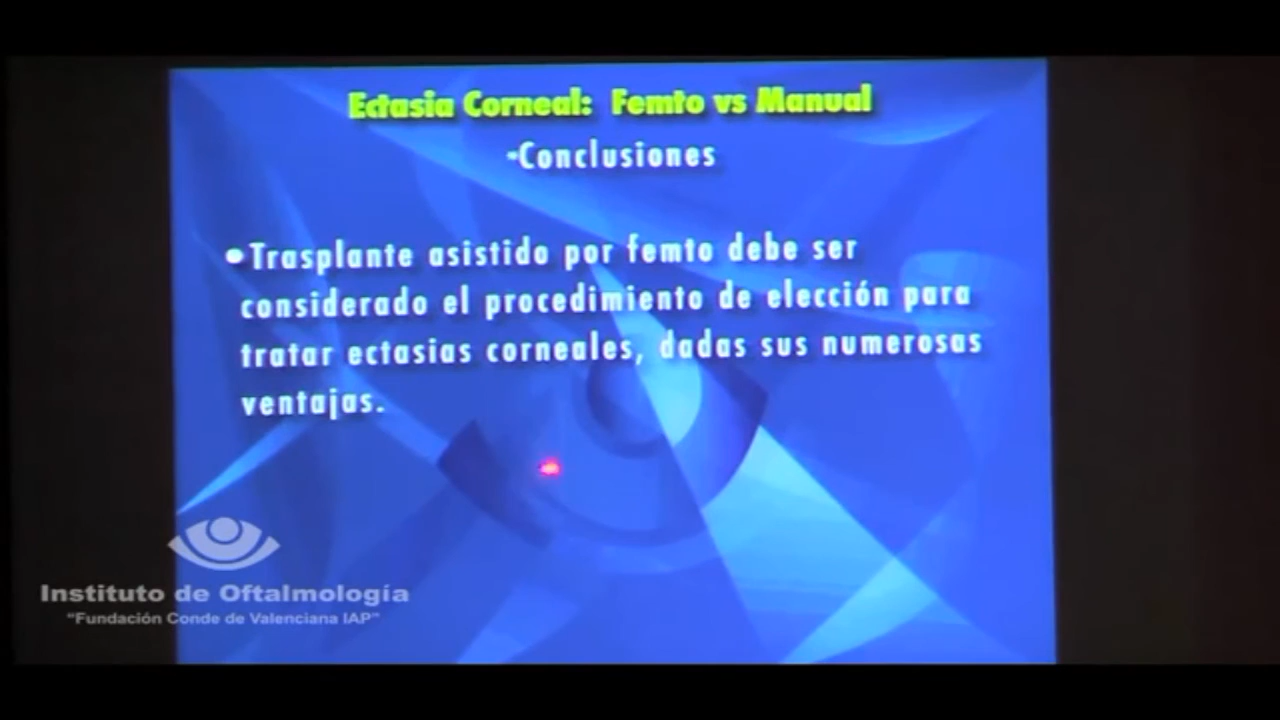 Ectasia Corneal: Femto vs Manual
-Conclusiones
•Trasplante asistido por femto debe ser
considerado el procedimiento de elección para
tratar ectasias corneales, dadas sus numerosas
ventajas.
Instituto de Oftalmología
"Fundación Conde de Valenciana IAP"